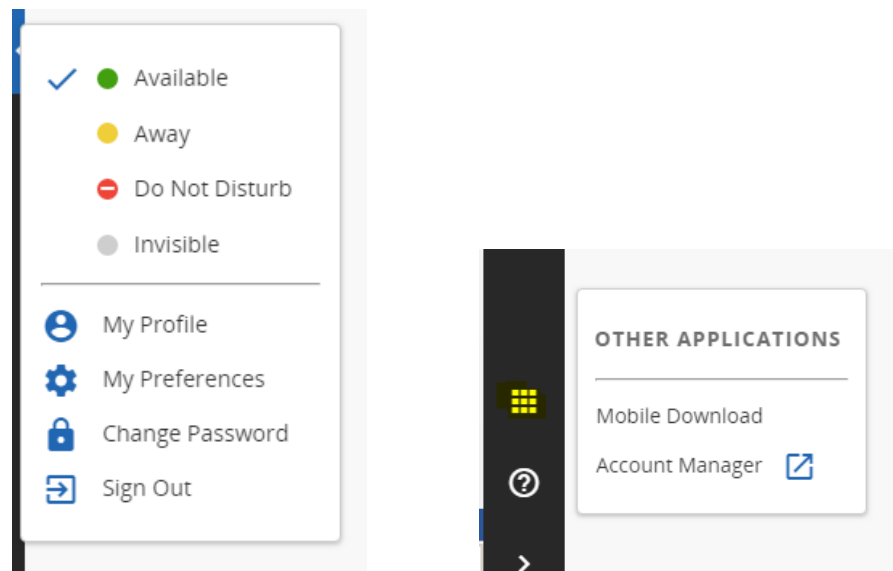 Available
Away
Do Not Disturb
Invisible
My Profile
My Preferences
Change Password
Sign Out
OTHER APPLICATIONS
Mobile Download
Account Manager